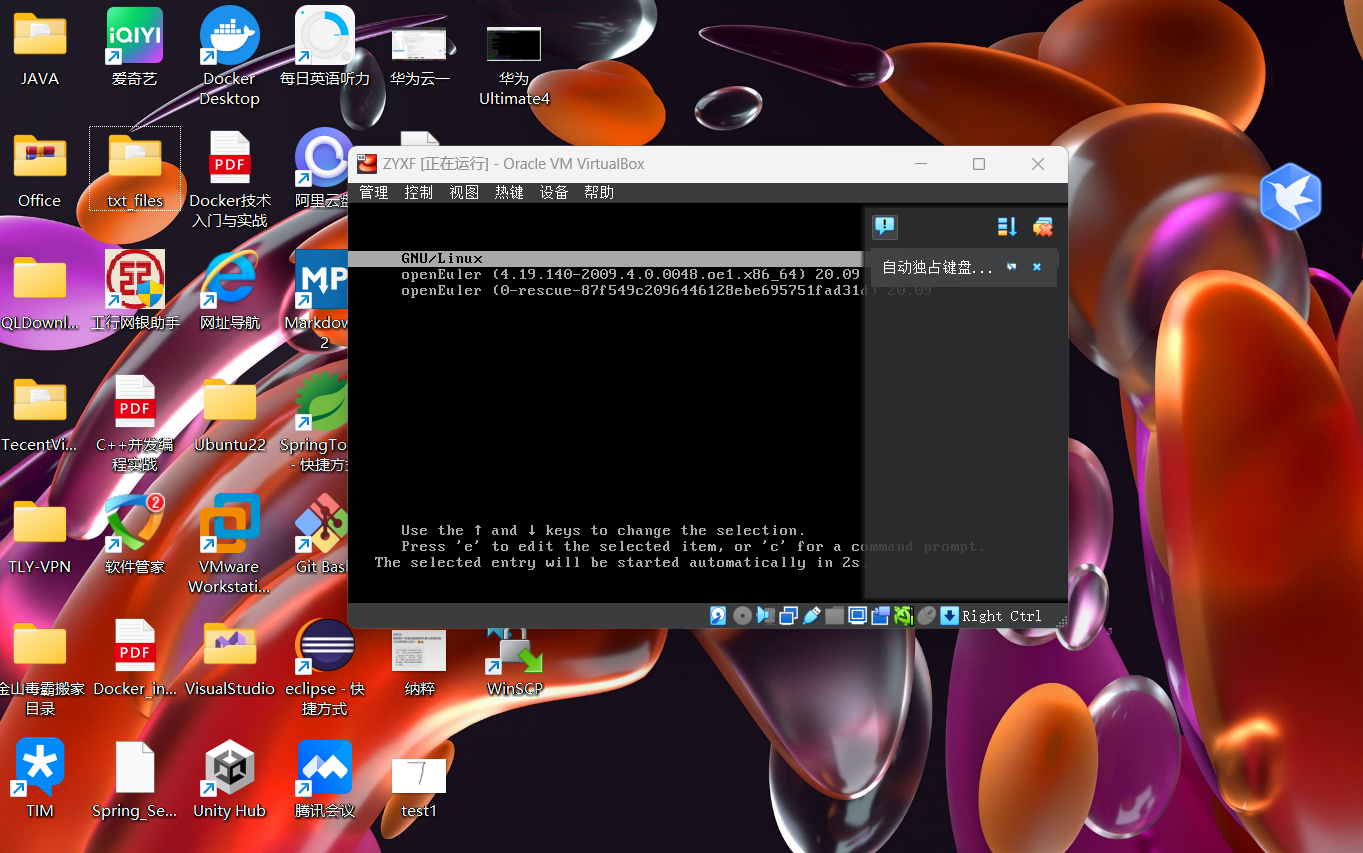 JAVA
iQIYI
爱奇艺
Docker
Desktop
每日英语听力
华为云一
华为
Ultimate4
Office
txt_files
PDF
Docker技术
入门与实战
ZYXF [正在运行] - Oracle VM VirtualBox
管理 控制 视图 热键 设备 帮助
GNU/Linux
openEuler (4.19.140-2009.4.0.0048.oe1.x86_64) 20.09
openEuler (0-rescue-87f549c2096446128ebe695751fad31d) 20.09
自动独占键盘...
Use the ↑ and ↓ keys to change the selection.
Press 'e' to edit the selected item, or 'c' for a command prompt.
The selected entry will be started automatically in 2s.
Right Ctrl
QLDownl...
工行网银助手
网址导航
MP
Markdow
2
TecentVi...
PDF
C++并发编
程实战
Ubuntu22
SpringTo
- 快捷方
TLY-VPN
2
软件管家
VMware
Workstati...
Git Bas
金山毒霸搬家
目录
PDF
Docker_in...
VisualStudio
eclipse - 快
捷方式
纳粹
WinSCP
TIM
Spring_Se...
Unity Hub
腾讯会议
7
test1